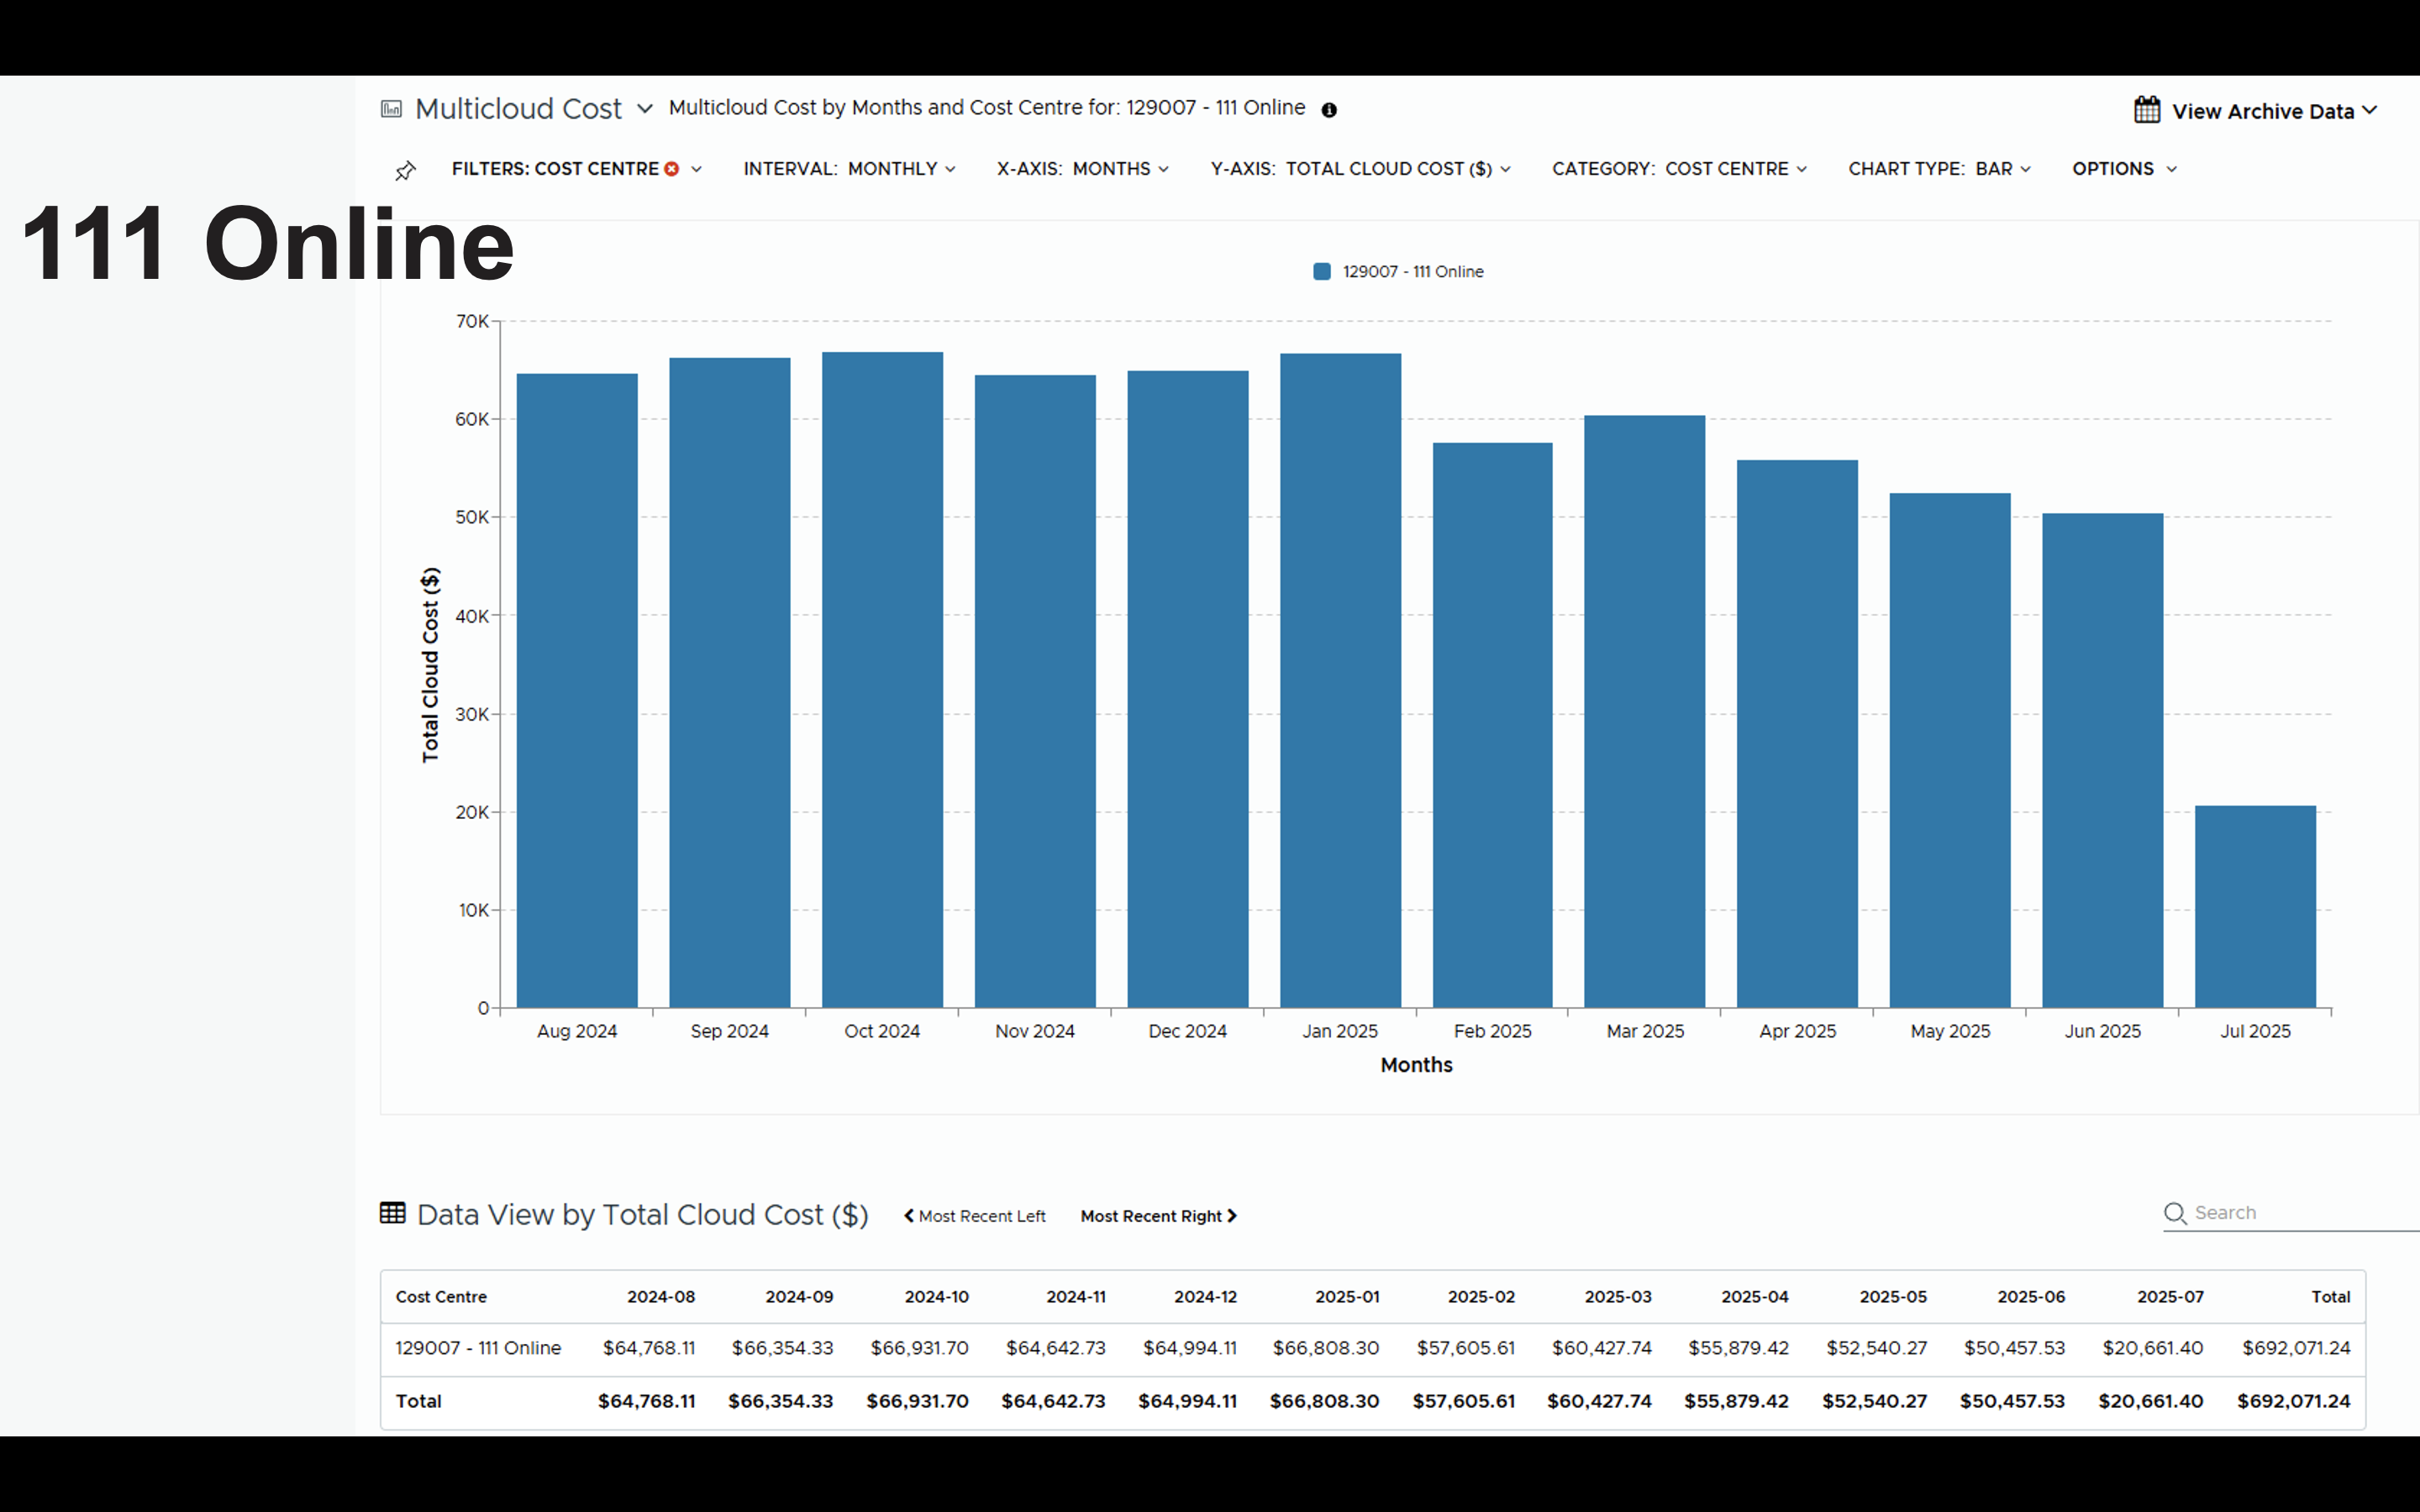 Multicloud Cost Multicloud Cost by Months and Cost Centre for: 129007 - 111 Online
View Archive Data
FILTERS: COST CENTRE INTERVAL: MONTHLY X-AXIS: MONTHS Y-AXIS: TOTAL CLOUD COST ($) CATEGORY: COST CENTRE CHART TYPE: BAR OPTIONS
111 Online
129007 - 111 Online
70K
60K
50K
40K
30K
20K
10K
0
Total Cloud Cost ($)
Aug 2024 Sep 2024 Oct 2024 Nov 2024 Dec 2024 Jan 2025 Feb 2025 Mar 2025 Apr 2025 May 2025 Jun 2025 Jul 2025
Months
Data View by Total Cloud Cost ($) Most Recent Left Most Recent Right
Search
Cost Centre 2024-08 2024-09 2024-10 2024-11 2024-12 2025-01 2025-02 2025-03 2025-04 2025-05 2025-06 2025-07 Total
129007 - 111 Online $64,768.11 $66,354.33 $66,931.70 $64,642.73 $64,994.11 $66,808.30 $57,605.61 $60,427.74 $55,879.42 $52,540.27 $50,457.53 $20,661.40 $692,071.24
Total $64,768.11 $66,354.33 $66,931.70 $64,642.73 $64,994.11 $66,808.30 $57,605.61 $60,427.74 $55,879.42 $52,540.27 $50,457.53 $20,661.40 $692,071.24